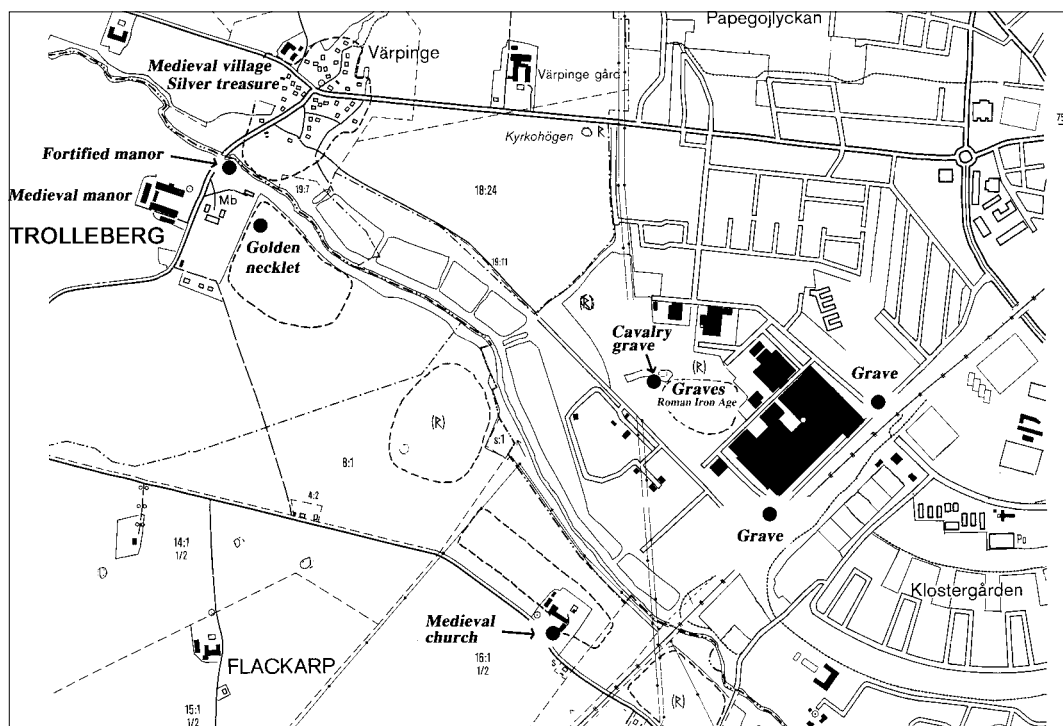 Papegojlyckan
Värpinge
Medieval village
Silver treasure
Värpinge gård
Kyrkohögen
R
75
Fortified manor
Medieval manor
Mb
19:7
18:24
TROLLEBERG
Golden
necklet
19:11
(R)
Cavalry
grave
(R)
Graves
Roman Iron Age
Grave
(R)
s:1
8:1
4:2
Grave
14:1
1/2
Po
Klostergården
Medieval
church
16:1
1/2
s
FLACKARP
(R)
15:1
1/2